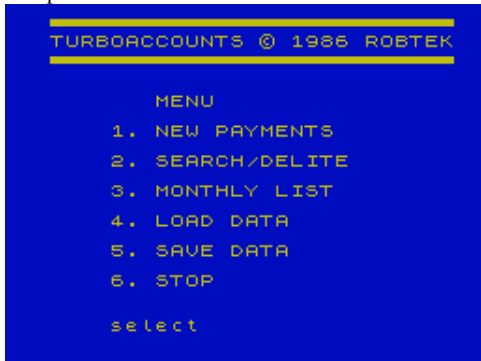 TURBOACCOUNTS © 1986 ROBTEK
MENU
1. NEW PAYMENTS
2. SEARCH/DELITE
3. MONTHLY LIST
4. LOAD DATA
5. SAVE DATA
6. STOP
select